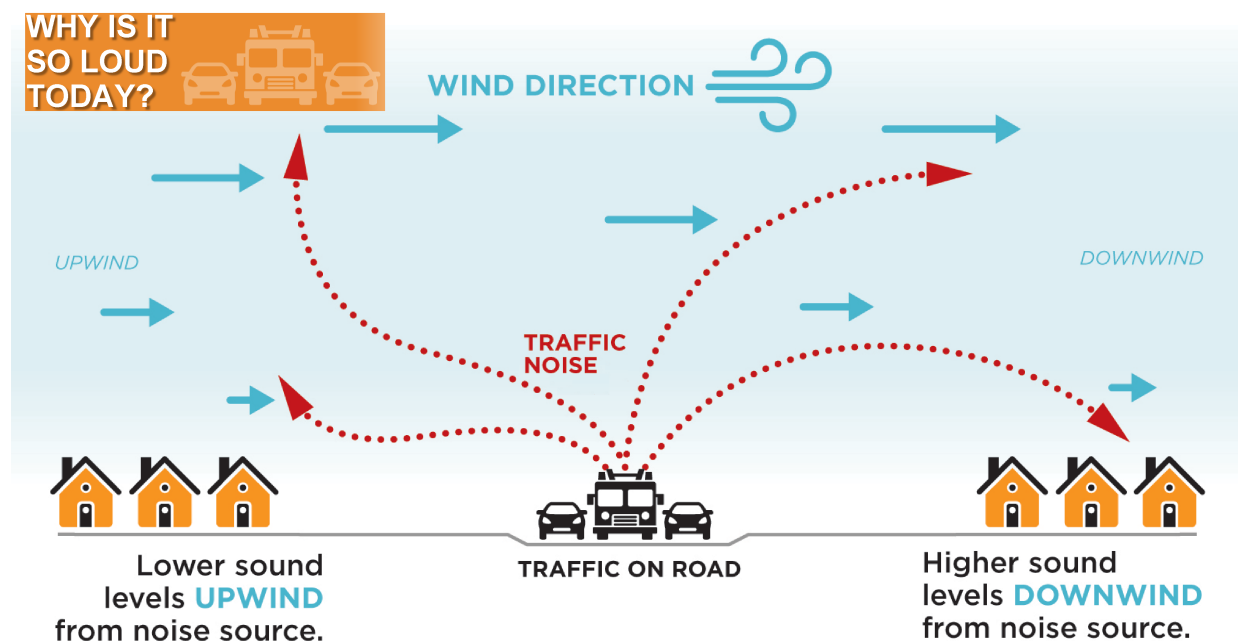 WHY IS IT
SO LOUD
TODAY?
WIND DIRECTION
UPWIND
DOWNWIND
TRAFFIC
NOISE
TRAFFIC ON ROAD
Lower sound
levels UPWIND
from noise source.
Higher sound
levels DOWNWIND
from noise source.